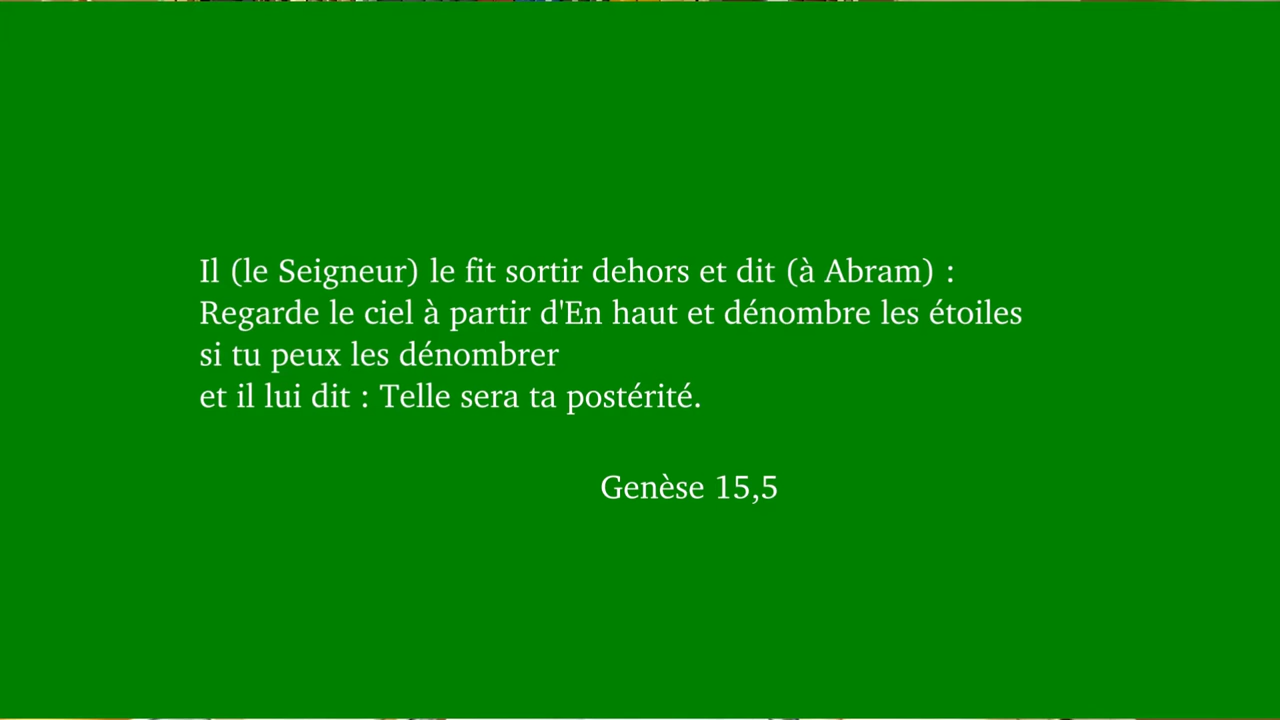 Il (le Seigneur) le fit sortir dehors et dit (à Abram) :
Regarde le ciel à partir d'En haut et dénombre les étoiles
si tu peux les dénombrer
et il lui dit : Telle sera ta postérité.
Genèse 15,5